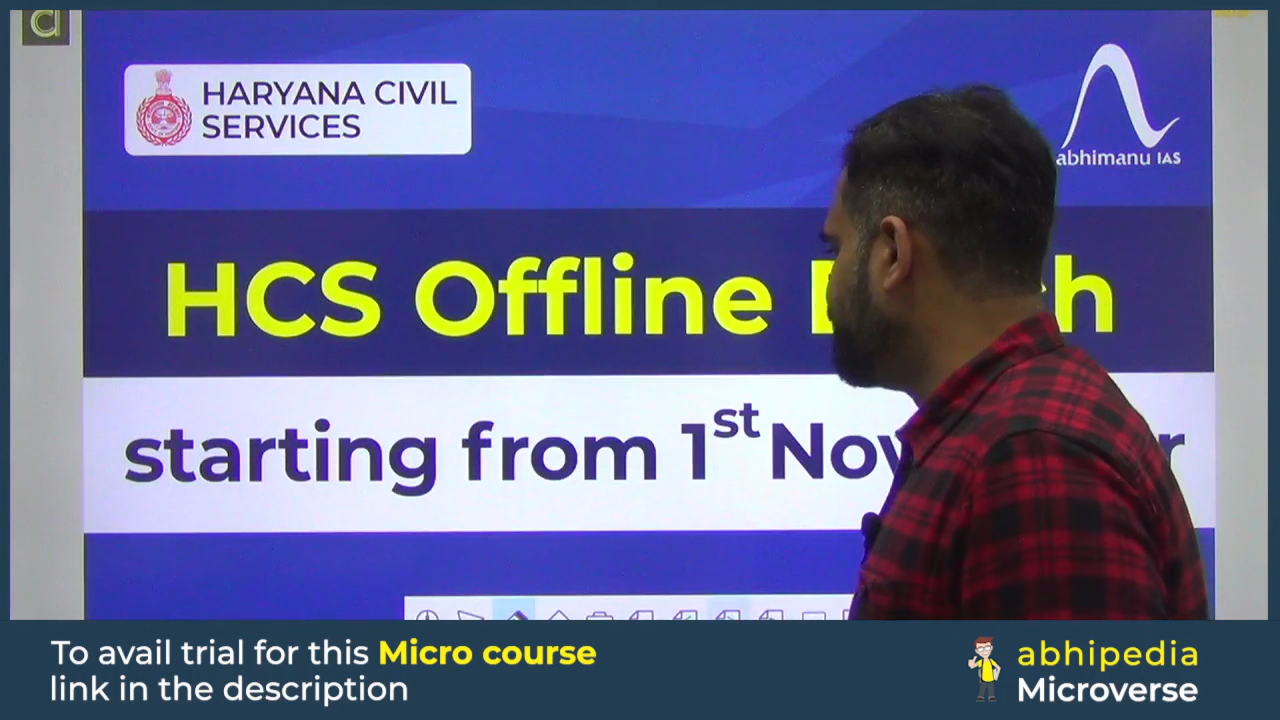 HARYANA CIVIL
SERVICES
abhimanu IAS
HCS Offline
starting from 1st
To avail trial for this Micro course
link in the description
abhipedia
Microverse